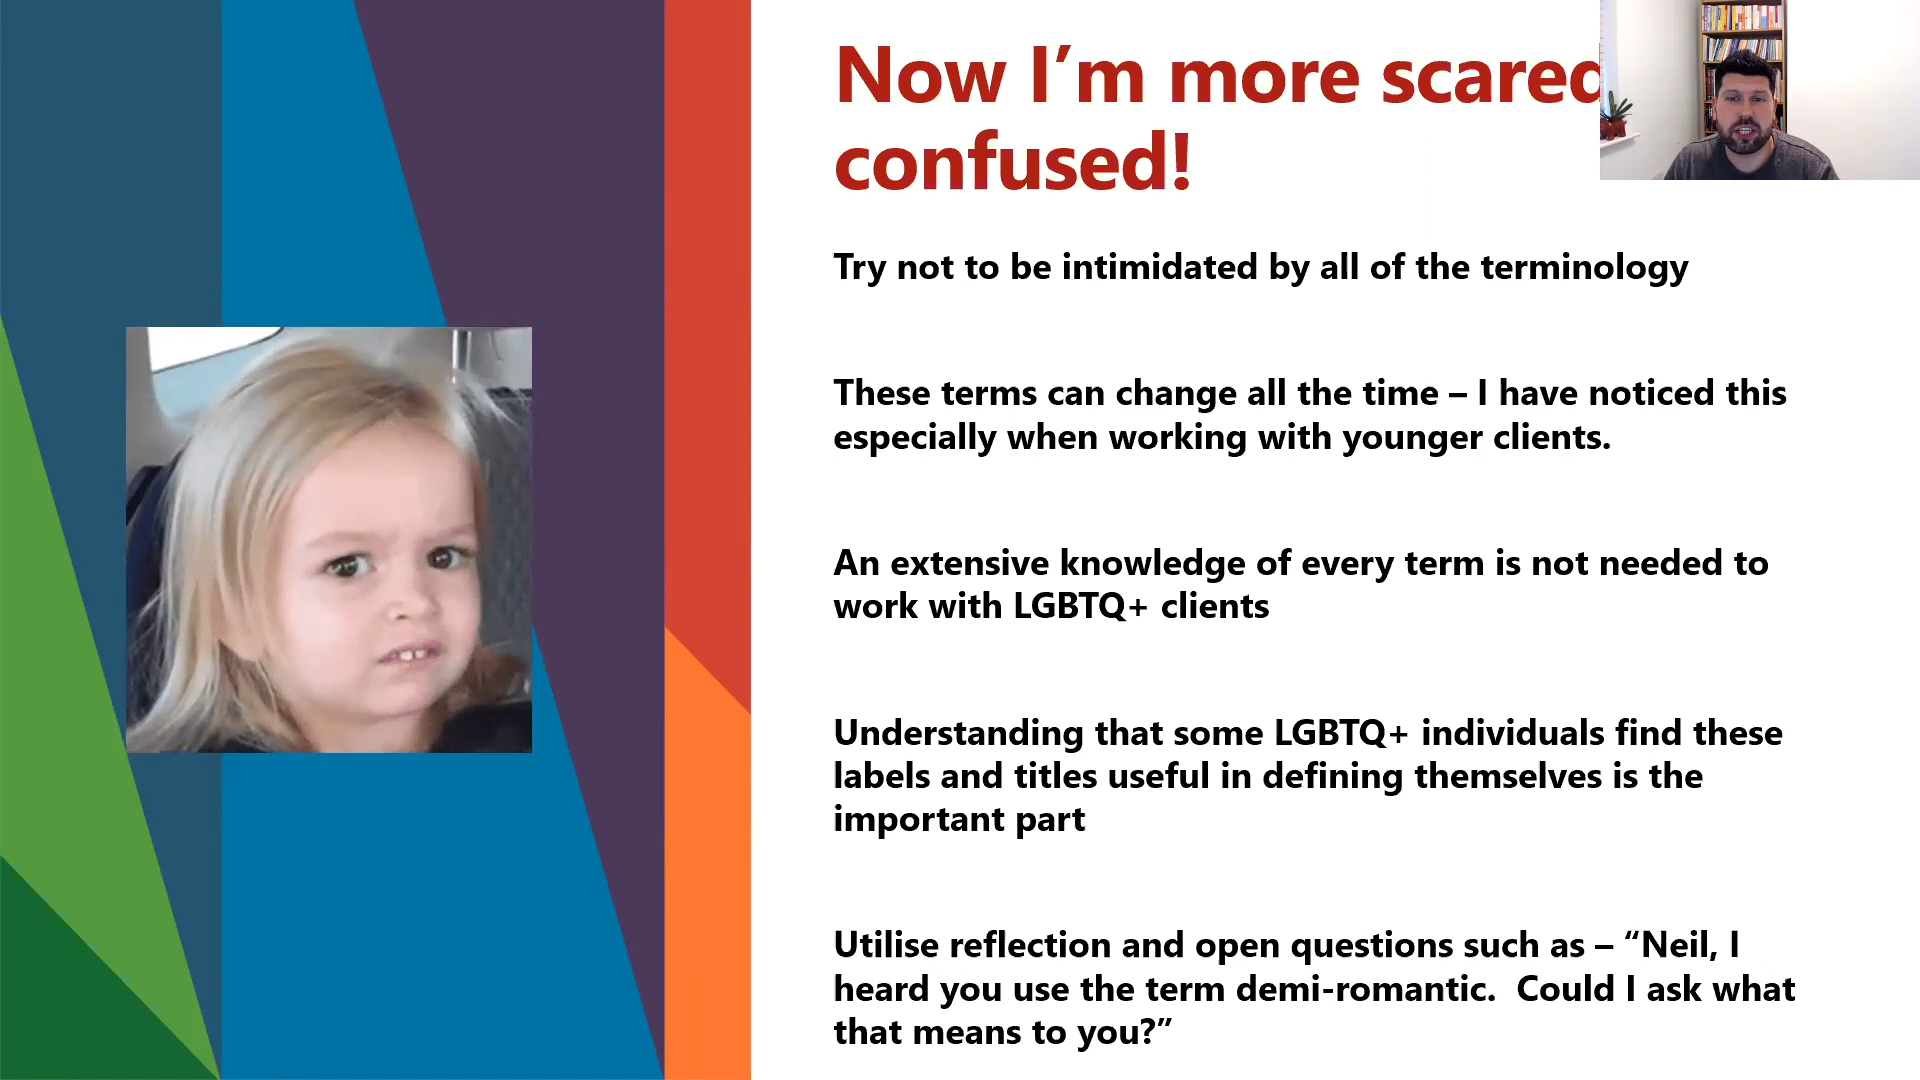 Now I’m more scared
confused!
Try not to be intimidated by all of the terminology
These terms can change all the time – I have noticed this
especially when working with younger clients.
An extensive knowledge of every term is not needed to
work with LGBTQ+ clients
Understanding that some LGBTQ+ individuals find these
labels and titles useful in defining themselves is the
important part
Utilise reflection and open questions such as – “Neil, I
heard you use the term demi-romantic.  Could I ask what
that means to you?”